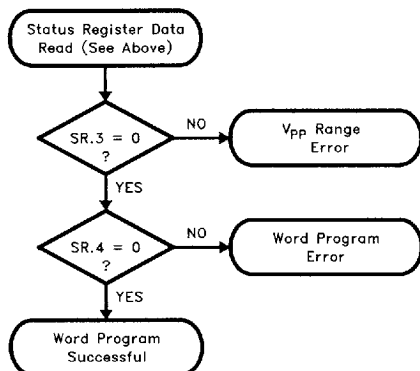 Status Register Data
Read (See Above)
SR.3 = 0
?
NO
VPP Range
Error
YES
SR.4 = 0
?
NO
Word Program
Error
YES
Word Program
Successful